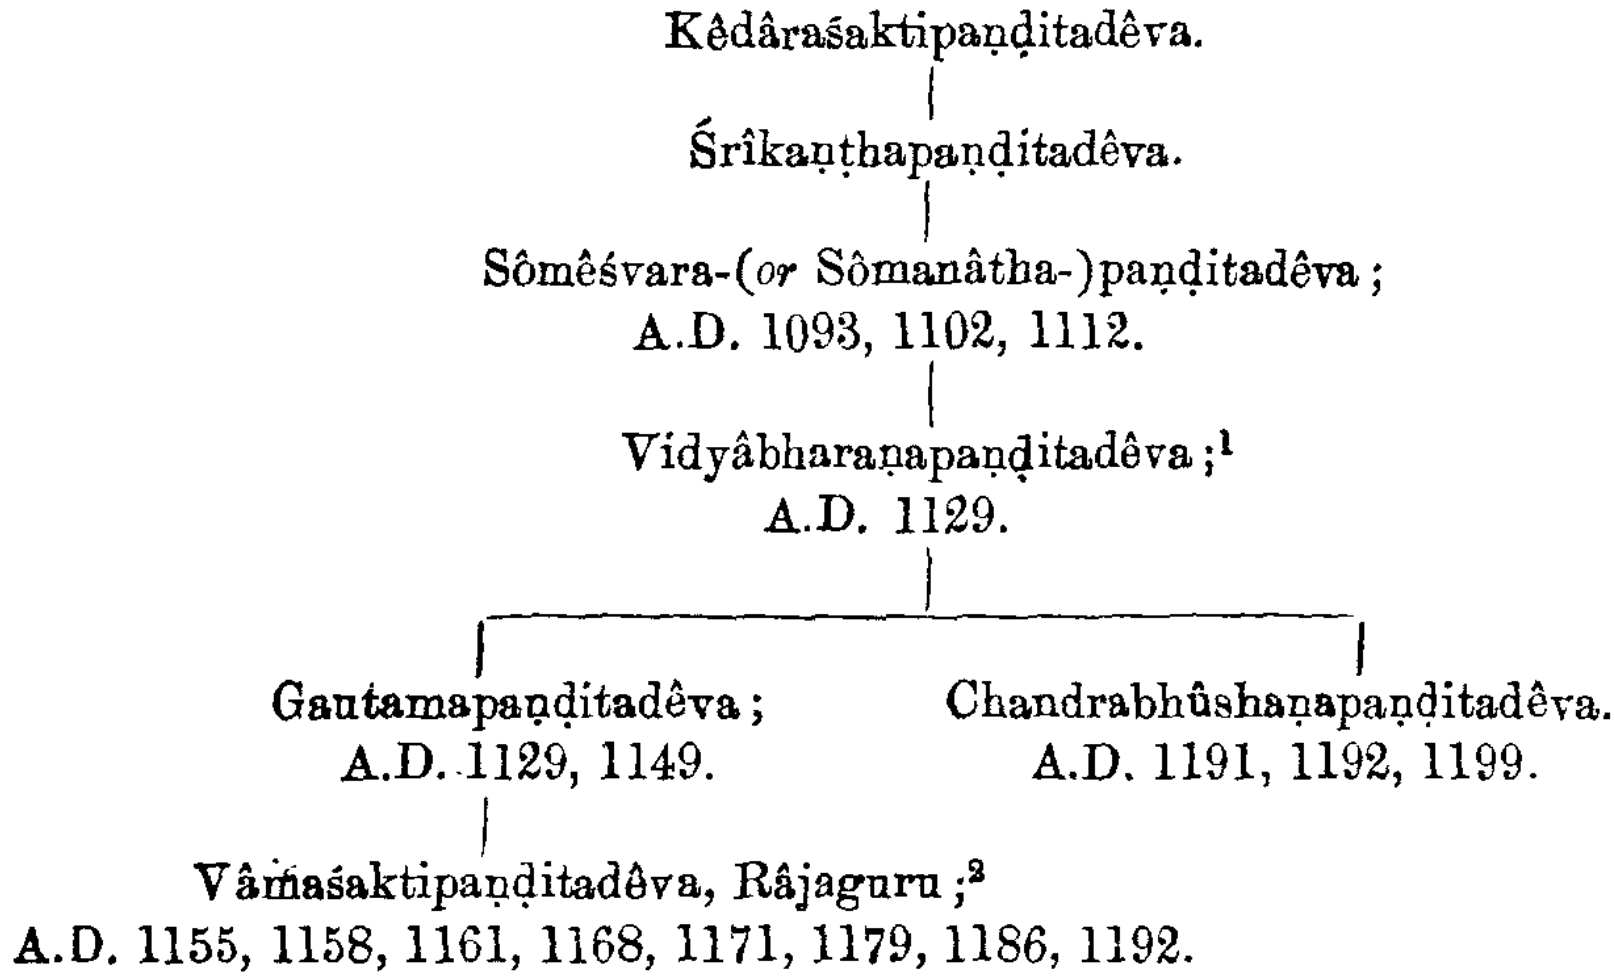 Kêdâraśaktipaṇḍitadêva.
Śrîkaṇṭhapaṇḍitadêva.
Sômêśvara-(or Sômanâtha-)paṇḍitadêva ;
A.D. 1093, 1102, 1112.
Vidyâbharaṇapaṇḍitadêva ;¹
A.D. 1129.
Gautamapaṇḍitadêva ; Chandrabhûshaṇapaṇḍitadêva.
A.D. 1129, 1149. A.D. 1191, 1192, 1199.
Vâmaśaktipaṇḍitadêva, Râjaguru ;²
A.D. 1155, 1158, 1161, 1168, 1171, 1179, 1186, 1192.